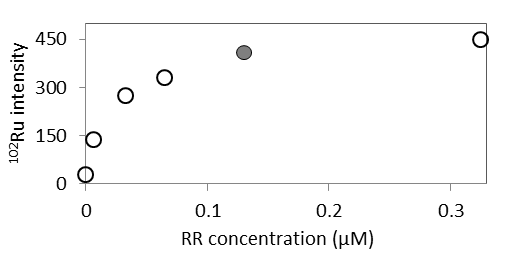 450
300
150
0
¹⁰²Ru intensity
0 0.1 0.2 0.3
RR concentration (µM)